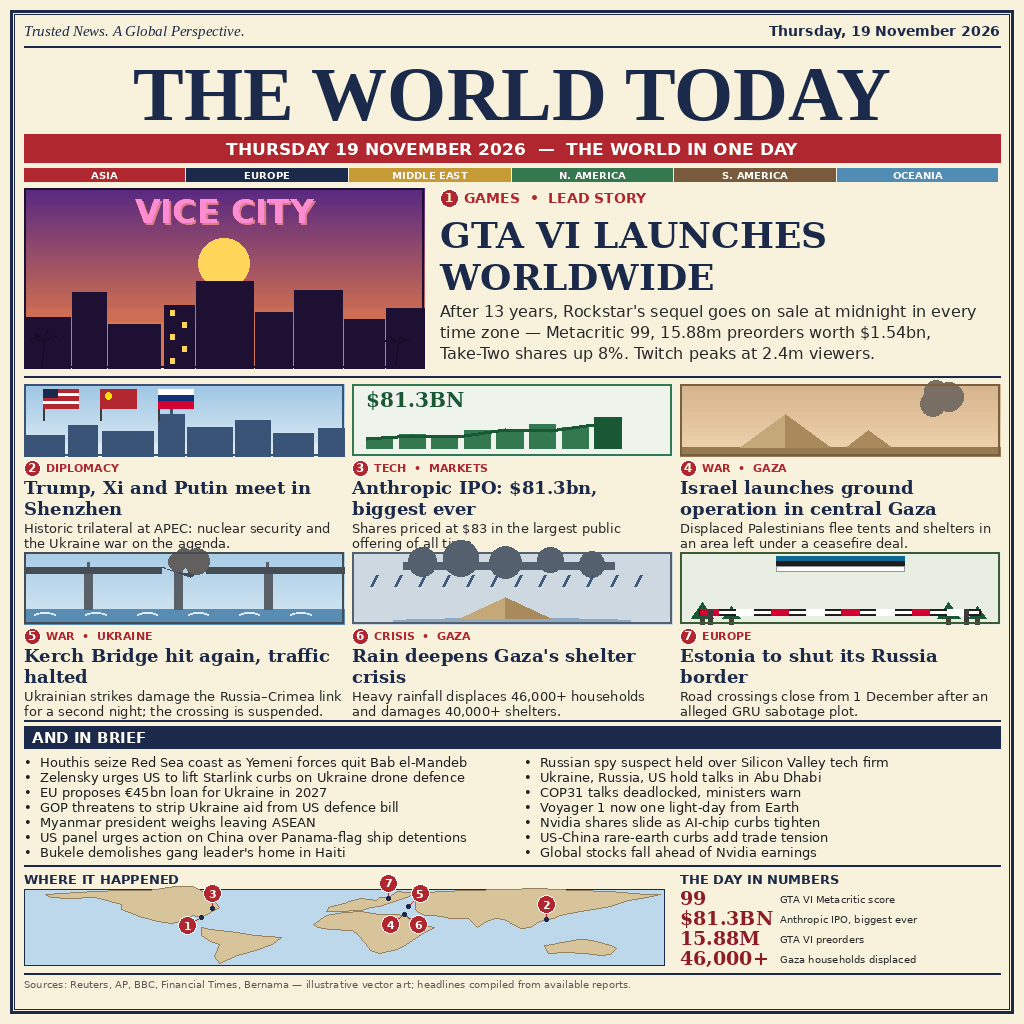 Trusted News. A Global Perspective.
Thursday, 19 November 2026
THE WORLD TODAY
THURSDAY 19 NOVEMBER 2026 — THE WORLD IN ONE DAY
ASIA
EUROPE
MIDDLE EAST
N. AMERICA
S. AMERICA
OCEANIA
VICE CITY
1 GAMES • LEAD STORY
GTA VI LAUNCHES
WORLDWIDE
After 13 years, Rockstar's sequel goes on sale at midnight in every
time zone — Metacritic 99, 15.88m preorders worth $1.54bn,
Take-Two shares up 8%. Twitch peaks at 2.4m viewers.
2 DIPLOMACY
Trump, Xi and Putin meet in
Shenzhen
Historic trilateral at APEC: nuclear security and
the Ukraine war on the agenda.
$81.3BN
3 TECH • MARKETS
Anthropic IPO: $81.3bn,
biggest ever
Shares priced at $83 in the largest public
offering of all
4 WAR • GAZA
Israel launches ground
operation in central Gaza
Displaced Palestinians flee tents and shelters in
an area left under a ceasefire deal.
5 WAR • UKRAINE
Kerch Bridge hit again, traffic
halted
Ukrainian strikes damage the Russia–Crimea link
for a second night; the crossing is suspended.
6 CRISIS • GAZA
Rain deepens Gaza's shelter
crisis
Heavy rainfall displaces 46,000+ households
and damages 40,000+ shelters.
7 EUROPE
Estonia to shut its Russia
border
Road crossings close from 1 December after an
alleged GRU sabotage plot.
AND IN BRIEF
• Houthis seize Red Sea coast as Yemeni forces quit Bab el-Mandeb
• Zelensky urges US to lift Starlink curbs on Ukraine drone defence
• EU proposes €45bn loan for Ukraine in 2027
• GOP threatens to strip Ukraine aid from US defence bill
• Myanmar president weighs leaving ASEAN
• US panel urges action on China over Panama-flag ship detentions
• Bukele demolishes gang leader's home in Haiti
• Russian spy suspect held over Silicon Valley tech firm
• Ukraine, Russia, US hold talks in Abu Dhabi
• COP31 talks deadlocked, ministers warn
• Voyager 1 now one light-day from Earth
• Nvidia shares slide as AI-chip curbs tighten
• US-China rare-earth curbs add trade tension
• Global stocks fall ahead of Nvidia earnings
WHERE IT HAPPENED
1
3
7
5
4
6
2
THE DAY IN NUMBERS
99 GTA VI Metacritic score
$81.3BN Anthropic IPO, biggest ever
15.88M GTA VI preorders
46,000+ Gaza households displaced
Sources: Reuters, AP, BBC, Financial Times, Bernama — illustrative vector art; headlines compiled from available reports.